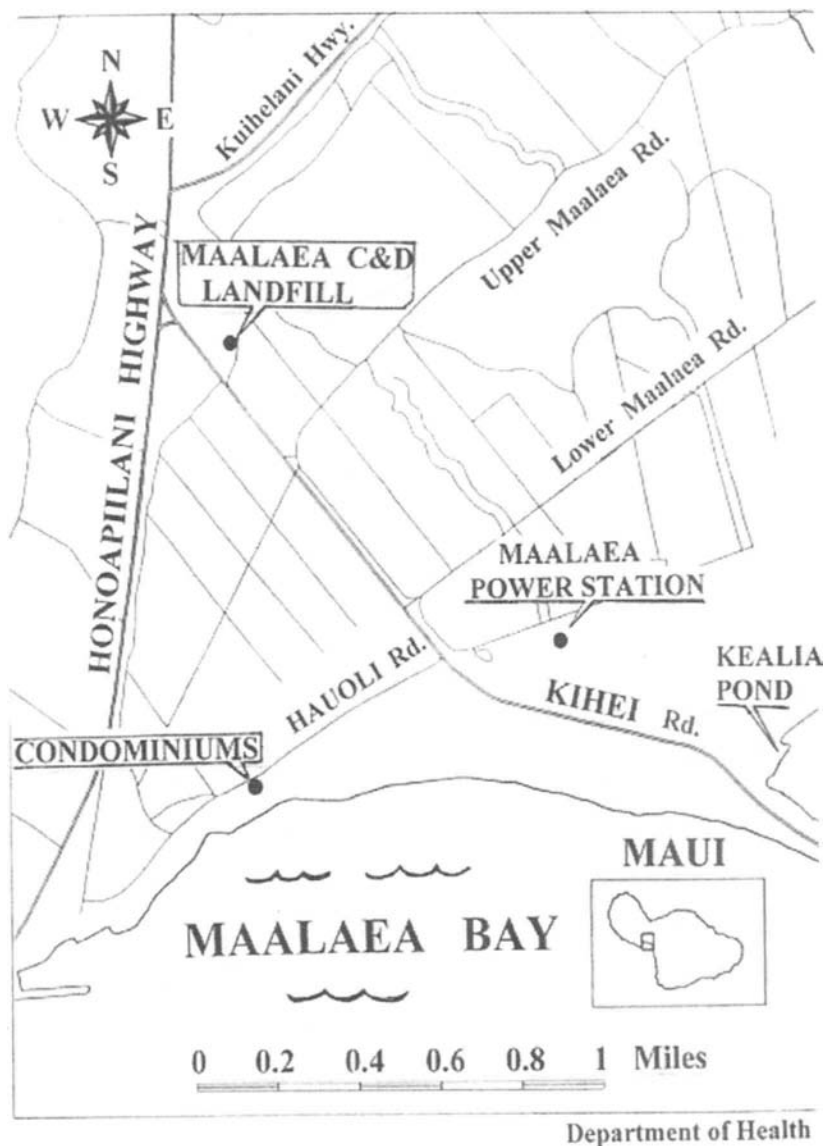 N
W E
S
Kuihelani Hwy.
Upper Maalaea Rd.
MAALAEA C&D
LANDFILL
HONOAPIILANI HIGHWAY
Lower Maalaea Rd.
MAALAEA
POWER STATION
KEALIA
POND
HAUOLI Rd.
KIHEI Rd.
CONDOMINIUMS
MAUI
MAALAEA BAY
0 0.2 0.4 0.6 0.8 1 Miles
Department of Health